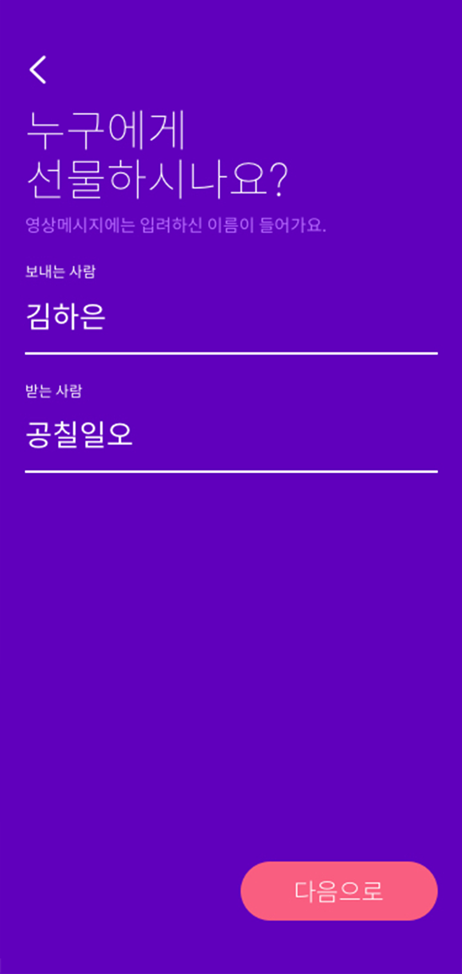 누구에게
선물하시나요?
영상메시지에는 입려하신 이름이 들어가요.
보내는 사람
김하은
받는 사람
공칠일오
다음으로